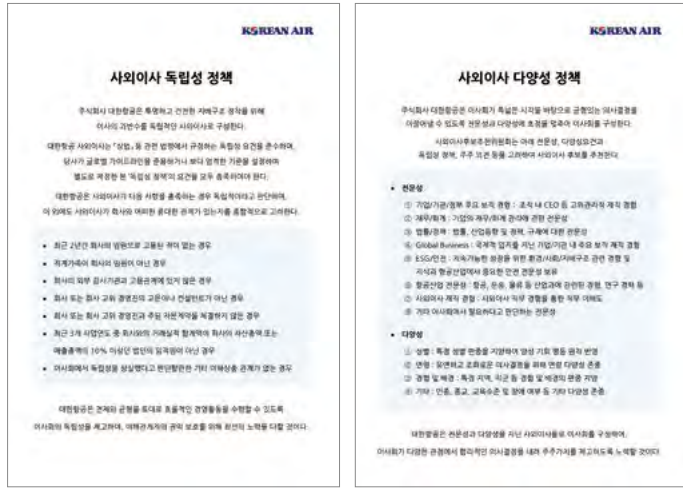 KOREAN AIR
사외이사 독립성 정책
주식회사 대한항공은 투명하고 건전한 지배구조 정착을 위해
이사의 과반수를 독립적인 사외이사로 구성한다.
대한항공 사외이사는 「상법」등 관련 법령에서 규정하는 독립성 요건을 준수하며,
당사가 글로벌 가이드라인을 준용하거나 보다 엄격한 기준을 설정하여
별도로 제정한 본 '독립성 정책'의 요건을 모두 충족하여야 한다.
대한항공은 사외이사가 다음 사항을 충족하는 경우 독립적이라고 판단하며,
이 외에도 사외이사가 회사와 어떠한 중대한 관계가 있는지를 종합적으로 고려한다.
• 최근 2년간 회사의 임원으로 고용된 적이 없는 경우
• 직계가족이 회사의 임원이 아닌 경우
• 회사의 외부 감사기관과 고용관계에 있지 않은 경우
• 회사 또는 회사 고위 경영진의 고문이나 컨설턴트가 아닌 경우
• 회사 또는 회사 고위 경영진과 주된 자문계약을 체결하지 않은 경우
• 최근 3개 사업연도 중 회사와의 거래실적 합계액이 회사의 자산총액 또는
매출총액의 10% 이상인 법인의 임직원이 아닌 경우
• 이사회에서 독립성을 상실했다고 판단할만한 기타 이해상충 관계가 없는 경우
대한항공은 견제와 균형을 토대로 효율적인 경영활동을 수행할 수 있도록
이사회의 독립성을 제고하며, 이해관계자의 권익 보호를 위해 최선의 노력을 다할 것이다.
KOREAN AIR
사외이사 다양성 정책
주식회사 대한항공은 이사회가 폭넓은 시각을 바탕으로 균형있는 의사결정을
이끌어낼 수 있도록 전문성과 다양성에 초점을 맞추어 이사회를 구성한다.
사외이사후보추천위원회는 아래 전문성, 다양성요건과
독립성 정책, 주주 의견 등을 고려하여 사외이사 후보를 추천한다.
• 전문성
① 기업/기관/정부 주요 보직 경험 : 조직 내 CEO 등 고위관리직 재직 경험
② 재무/회계 : 기업의 재무/회계 관리에 관한 전문성
③ 법률/정책 : 법률, 산업동향 및 정책, 규제에 대한 전문성
④ Global Business : 국제적 입지를 지닌 기업/기관 내 주요 보직 재직 경험
⑤ ESG/안전 : 지속가능한 성장을 위한 환경/사회/지배구조 관련 경험 및
지식과 항공산업에서 중요한 안전 전문성 보유
⑥ 항공산업 전문성 : 항공, 운송, 물류 등 산업과에 관련된 경험, 연구 경력 등
⑦ 사외이사 재직 경험 : 사외이사 직무 경험을 통한 직무 이해도
⑧ 기타 이사회에서 필요하다고 판단하는 전문성
• 다양성
① 성별 : 특정 성별 편중을 지양하여 양성 기회 평등 원칙 반영
② 연령 : 유연하고 조화로운 의사결정을 위해 연령 다양성 존중
③ 경험 및 배경 : 특정 지역, 직군 등 경험 및 배경의 편중 지양
④ 기타 : 인종, 종교, 교육수준 및 장애 여부 등 기타 다양성 존중
대한항공은 전문성과 다양성을 지닌 사외이사들로 이사회를 구성하여,
이사회가 다양한 관점에서 합리적인 의사결정을 내려 주주가치를 제고하도록 노력할 것이다.